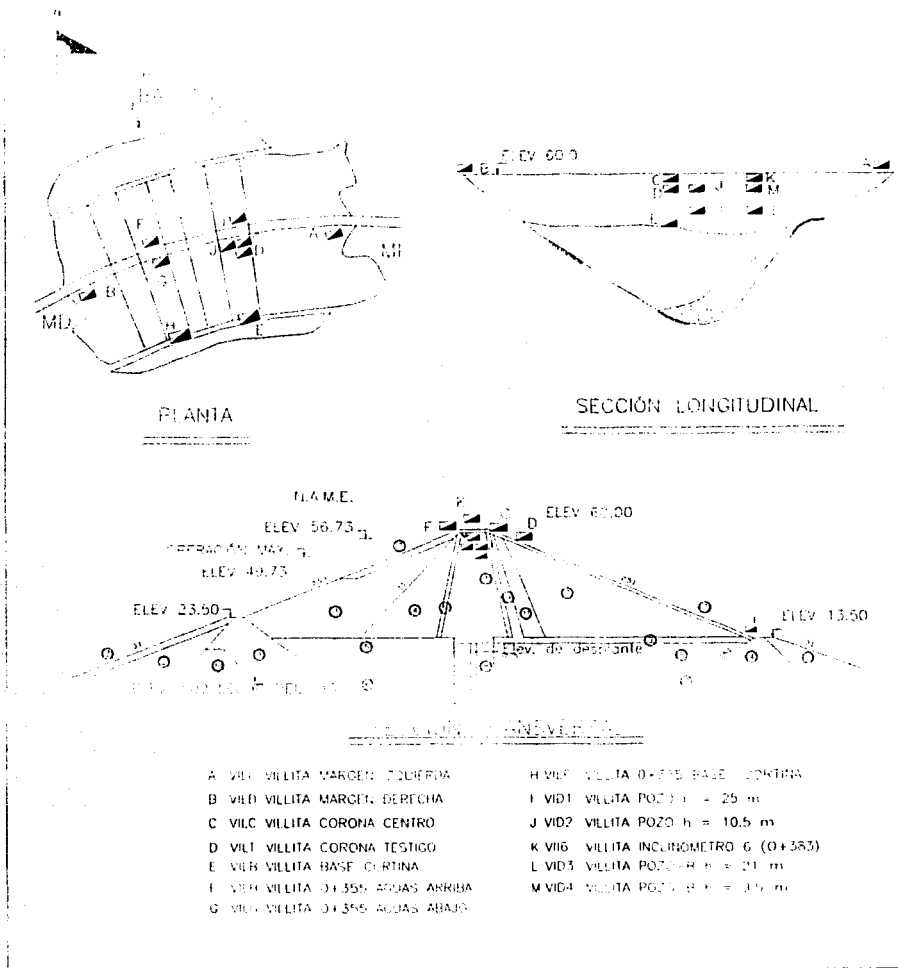 B
ELEV 60.0
A
C
K
D
J
M
F
A
J
D
B
G
MD
H
E
PLANTA
SECCIÓN LONGITUDINAL
N.A.M.E.
K
ELEV 56.73
F
D
ELEV 60.00
OPERACIÓN MAX.
ELEV 49.73
ELEV 23.50
ELEV 13.50
Elev. de desplante
A VILI VILLITA MARGEN IZQUIERDA
B VILD VILLITA MARGEN DERECHA
C VILC VILLITA CORONA CENTRO
D VILT VILLITA CORONA TESTIGO
E VILB VILLITA BASE CORTINA
F VILLITA 0+355 AGUAS ARRIBA
G VILLITA 0+355 AGUAS ABAJO
H VILLITA BASE CORTINA
I VID1 VILLITA POZO h = 25 m
J VID2 VILLITA POZO h = 10.5 m
K VII6 VILLITA INCLINOMETRO 6 (0+383)
L VID3 VILLITA POZO-B h = 21 m
M VID4 VILLITA POZO-B h = 9.5 m